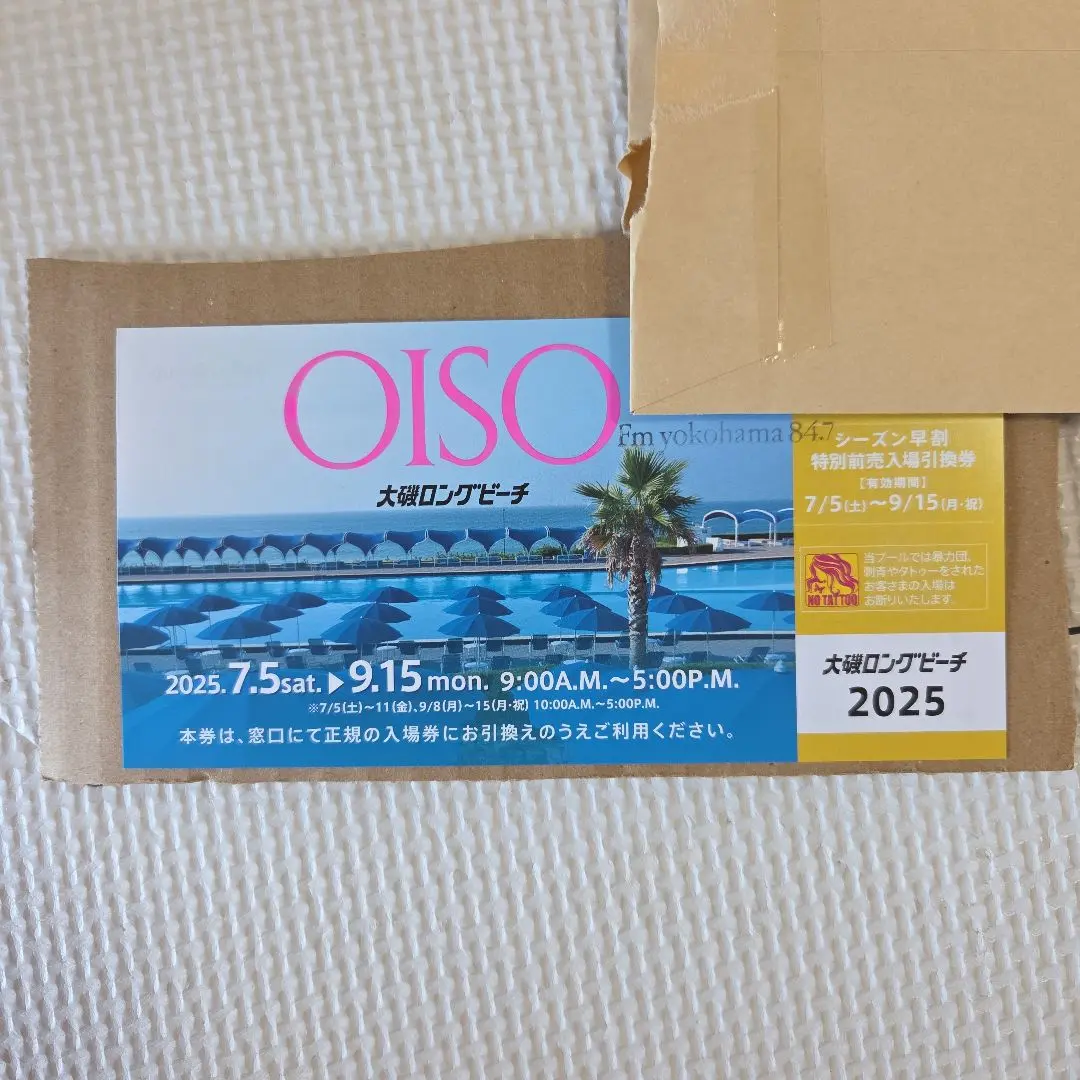 OISO
大磯ロングビーチ
Fm yokohama 84.7
2025. 7.5sat. ▶ 9.15 mon. 9:00A.M.～5:00P.M.
※7/5(土)～11(金)、9/8(月)～15(月・祝) 10:00A.M.～5:00P.M.
本券は、窓口にて正規の入場券にお引換えのうえご利用ください。
シーズン早割
特別前売入場引換券
【有効期間】
7/5(土)～9/15(月・祝)
NO TATTOO
当プールでは暴力団、
刺青やタトゥーをされた
お客さまの入場は
お断りいたします。
大磯ロングビーチ
2025